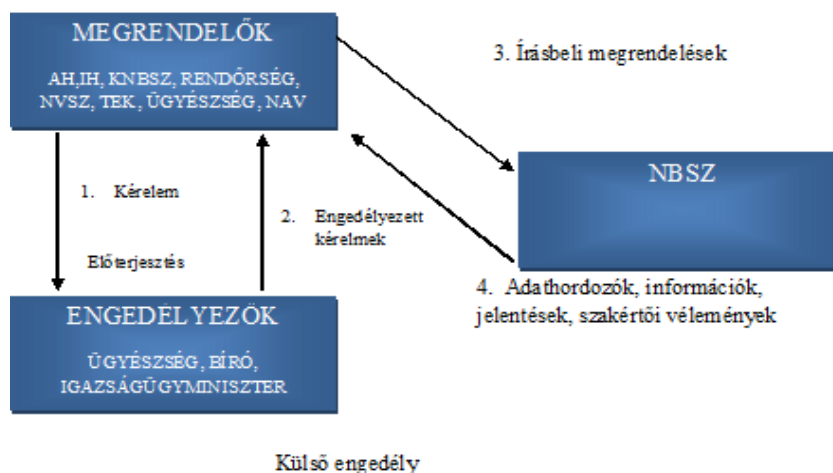 MEGRENDELŐK
AH,IH, KNBSZ, RENDŐRSÉG,
NVSZ, TEK, ÜGYÉSZSÉG, NAV
3. Írásbeli megrendelések
NBSZ
1. Kérelem
Előterjesztés
2. Engedélyezett
kérelmek
4. Adathordozók, információk,
jelentések, szakértői vélemények
ENGEDÉLYEZŐK
ÜGYÉSZSÉG, BÍRÓ,
IGAZSÁGÜGYMINISZTER
Külső engedély